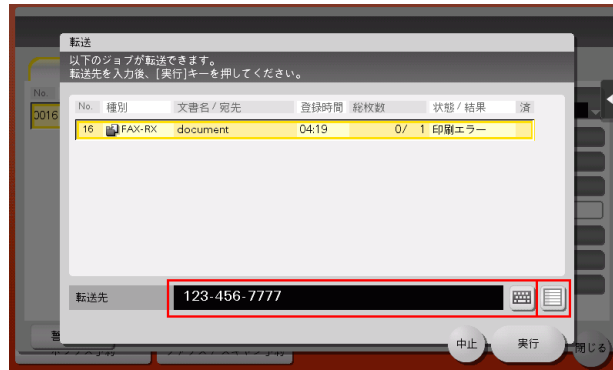 転送
以下のジョブが転送できます。
転送先を入力後、[実行]キーを押してください。
No.
0016
No. 種別 文書名/宛先 登録時間 総枚数 状態/結果 済
16 FAX-RX document 04:19 0/ 1 印刷エラー
転送先 123-456-7777
中止 実行
閉じる